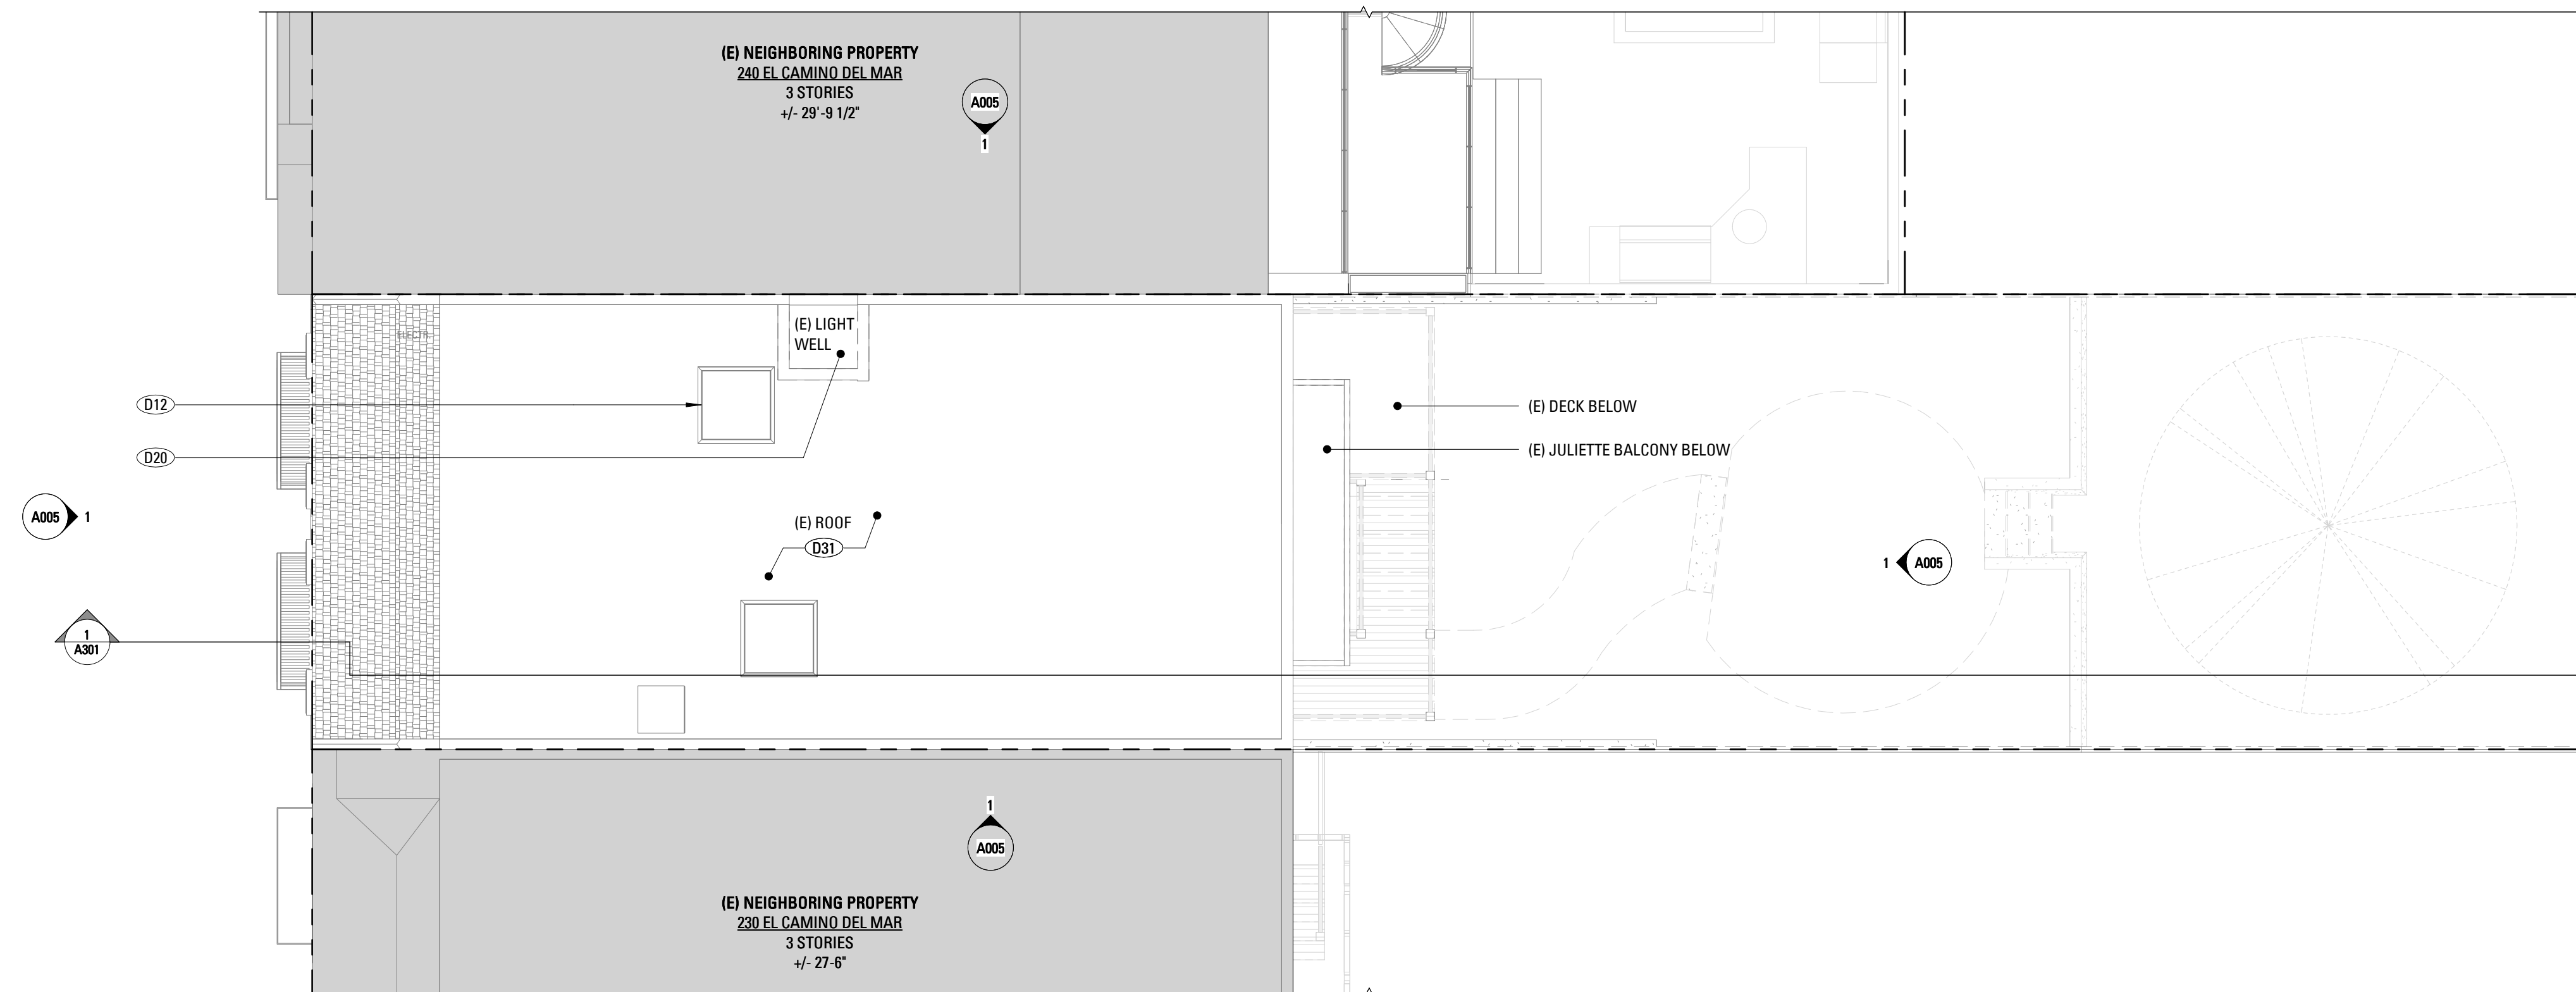 (E) NEIGHBORING PROPERTY
240 EL CAMINO DEL MAR
3 STORIES
+/- 29'-9 1/2"
A005
1
(E) LIGHT
WELL
ELECTR.
D12
D20
(E) DECK BELOW
(E) JULIETTE BALCONY BELOW
A005
1
(E) ROOF
D31
1
A005
1
A301
1
A005
(E) NEIGHBORING PROPERTY
230 EL CAMINO DEL MAR
3 STORIES
+/- 27-6"